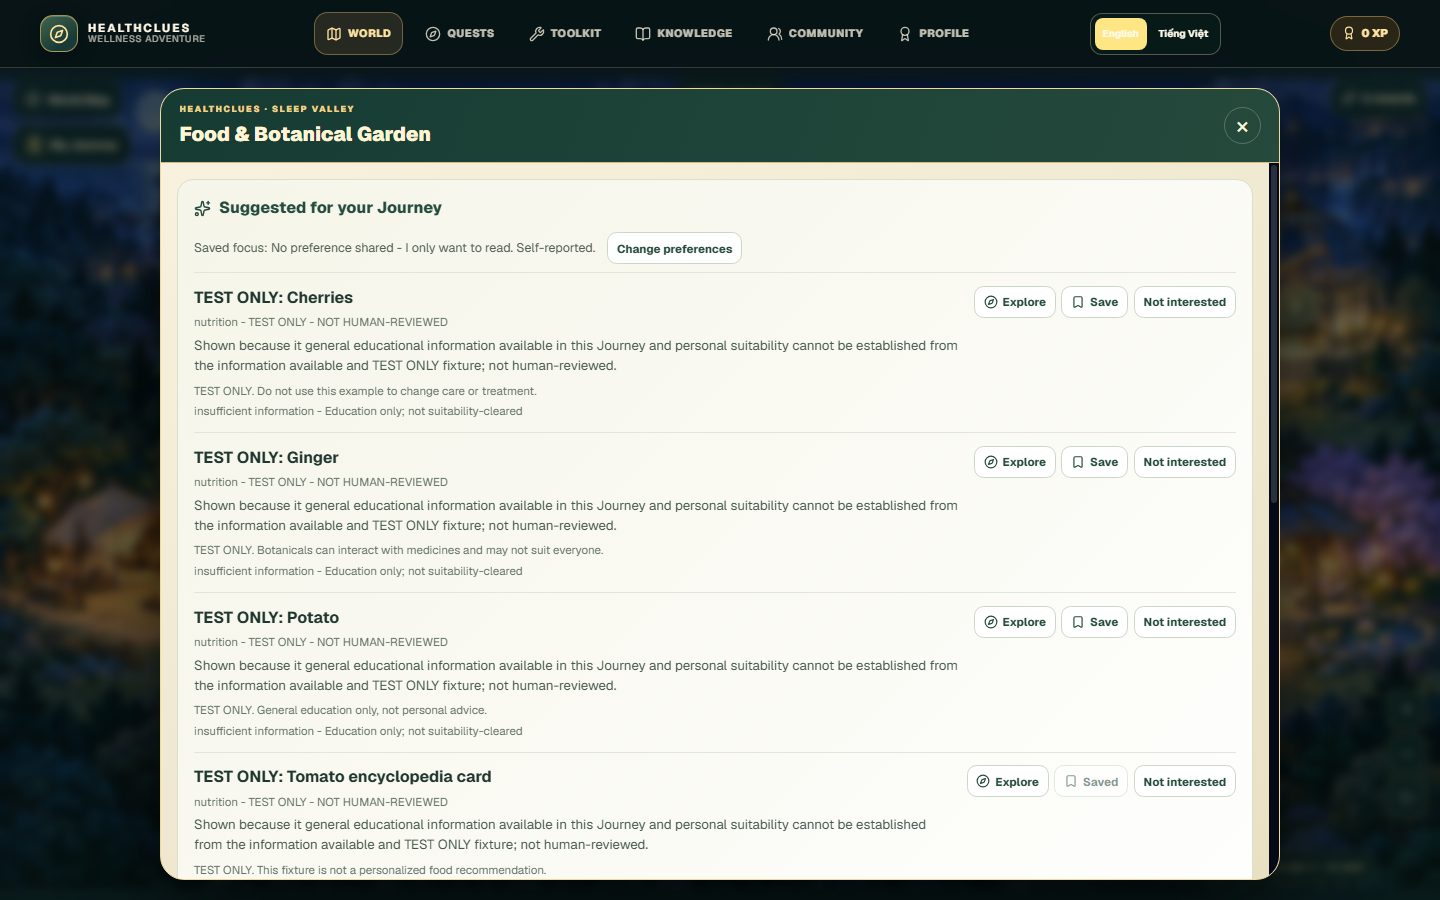 HEALTHCLUES
WELLNESS ADVENTURE
WORLD
QUESTS
TOOLKIT
KNOWLEDGE
COMMUNITY
PROFILE
English
Tiếng Việt
0 XP
HEALTHCLUES · SLEEP VALLEY
Food & Botanical Garden
Suggested for your Journey
Saved focus: No preference shared - I only want to read. Self-reported.
Change preferences
TEST ONLY: Cherries
Explore
Save
Not interested
nutrition - TEST ONLY - NOT HUMAN-REVIEWED
Shown because it general educational information available in this Journey and personal suitability cannot be established from
the information available and TEST ONLY fixture; not human-reviewed.
TEST ONLY. Do not use this example to change care or treatment.
insufficient information - Education only; not suitability-cleared
TEST ONLY: Ginger
Explore
Save
Not interested
nutrition - TEST ONLY - NOT HUMAN-REVIEWED
Shown because it general educational information available in this Journey and personal suitability cannot be established from
the information available and TEST ONLY fixture; not human-reviewed.
TEST ONLY. Botanicals can interact with medicines and may not suit everyone.
insufficient information - Education only; not suitability-cleared
TEST ONLY: Potato
Explore
Save
Not interested
nutrition - TEST ONLY - NOT HUMAN-REVIEWED
Shown because it general educational information available in this Journey and personal suitability cannot be established from
the information available and TEST ONLY fixture; not human-reviewed.
TEST ONLY. General education only, not personal advice.
insufficient information - Education only; not suitability-cleared
TEST ONLY: Tomato encyclopedia card
Explore
Saved
Not interested
nutrition - TEST ONLY - NOT HUMAN-REVIEWED
Shown because it general educational information available in this Journey and personal suitability cannot be established
from the information available and TEST ONLY fixture; not human-reviewed.
TEST ONLY. This fixture is not a personalized food recommendation.